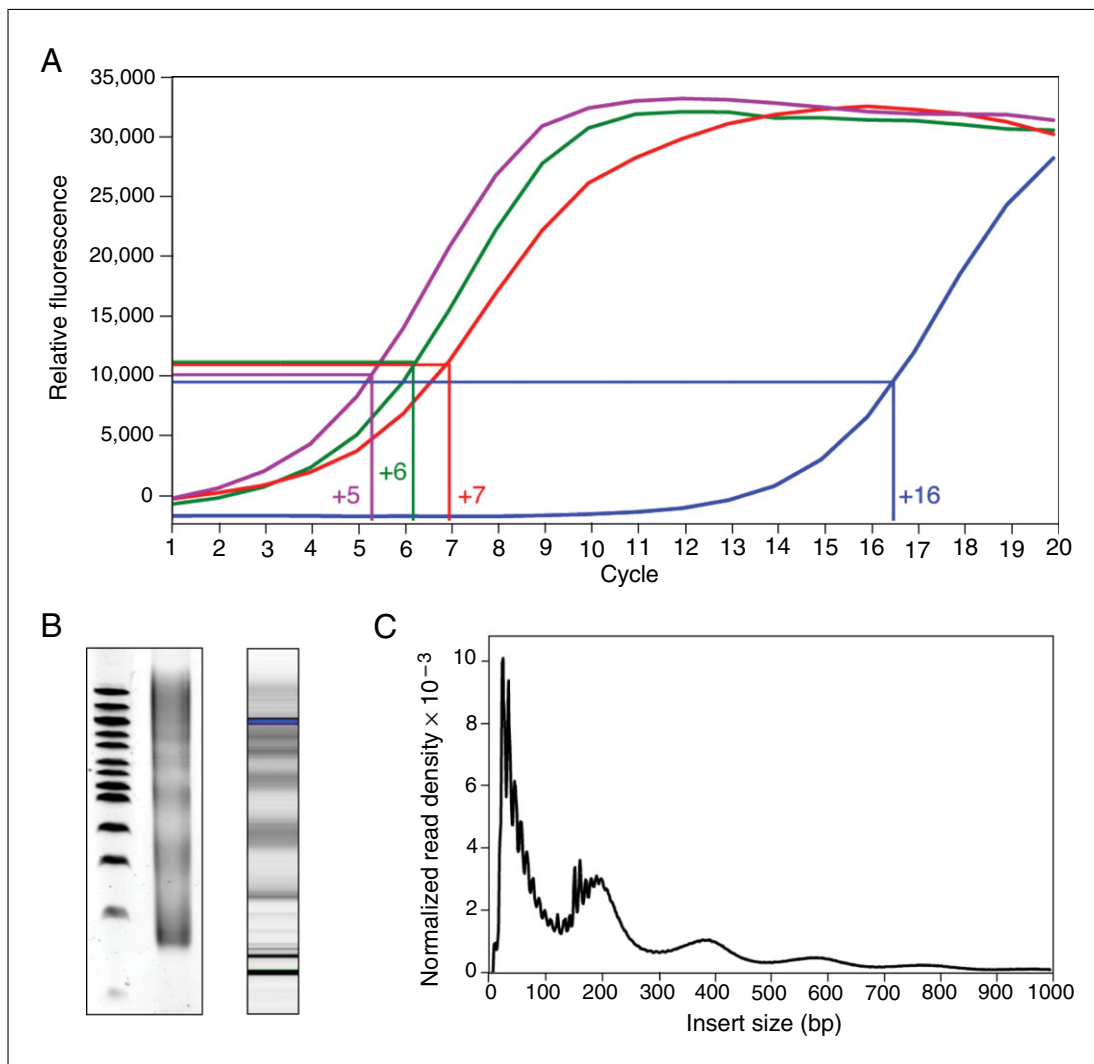 A
35,000
30,000
25,000
20,000
15,000
10,000
5,000
0
Relative fluorescence
+5
+6
+7
+16
1 2 3 4 5 6 7 8 9 10 11 12 13 14 15 16 17 18 19 20
Cycle
B
C
10
8
6
4
2
0
Normalized read density × 10−3
0 100 200 300 400 500 600 700 800 900 1000
Insert size (bp)